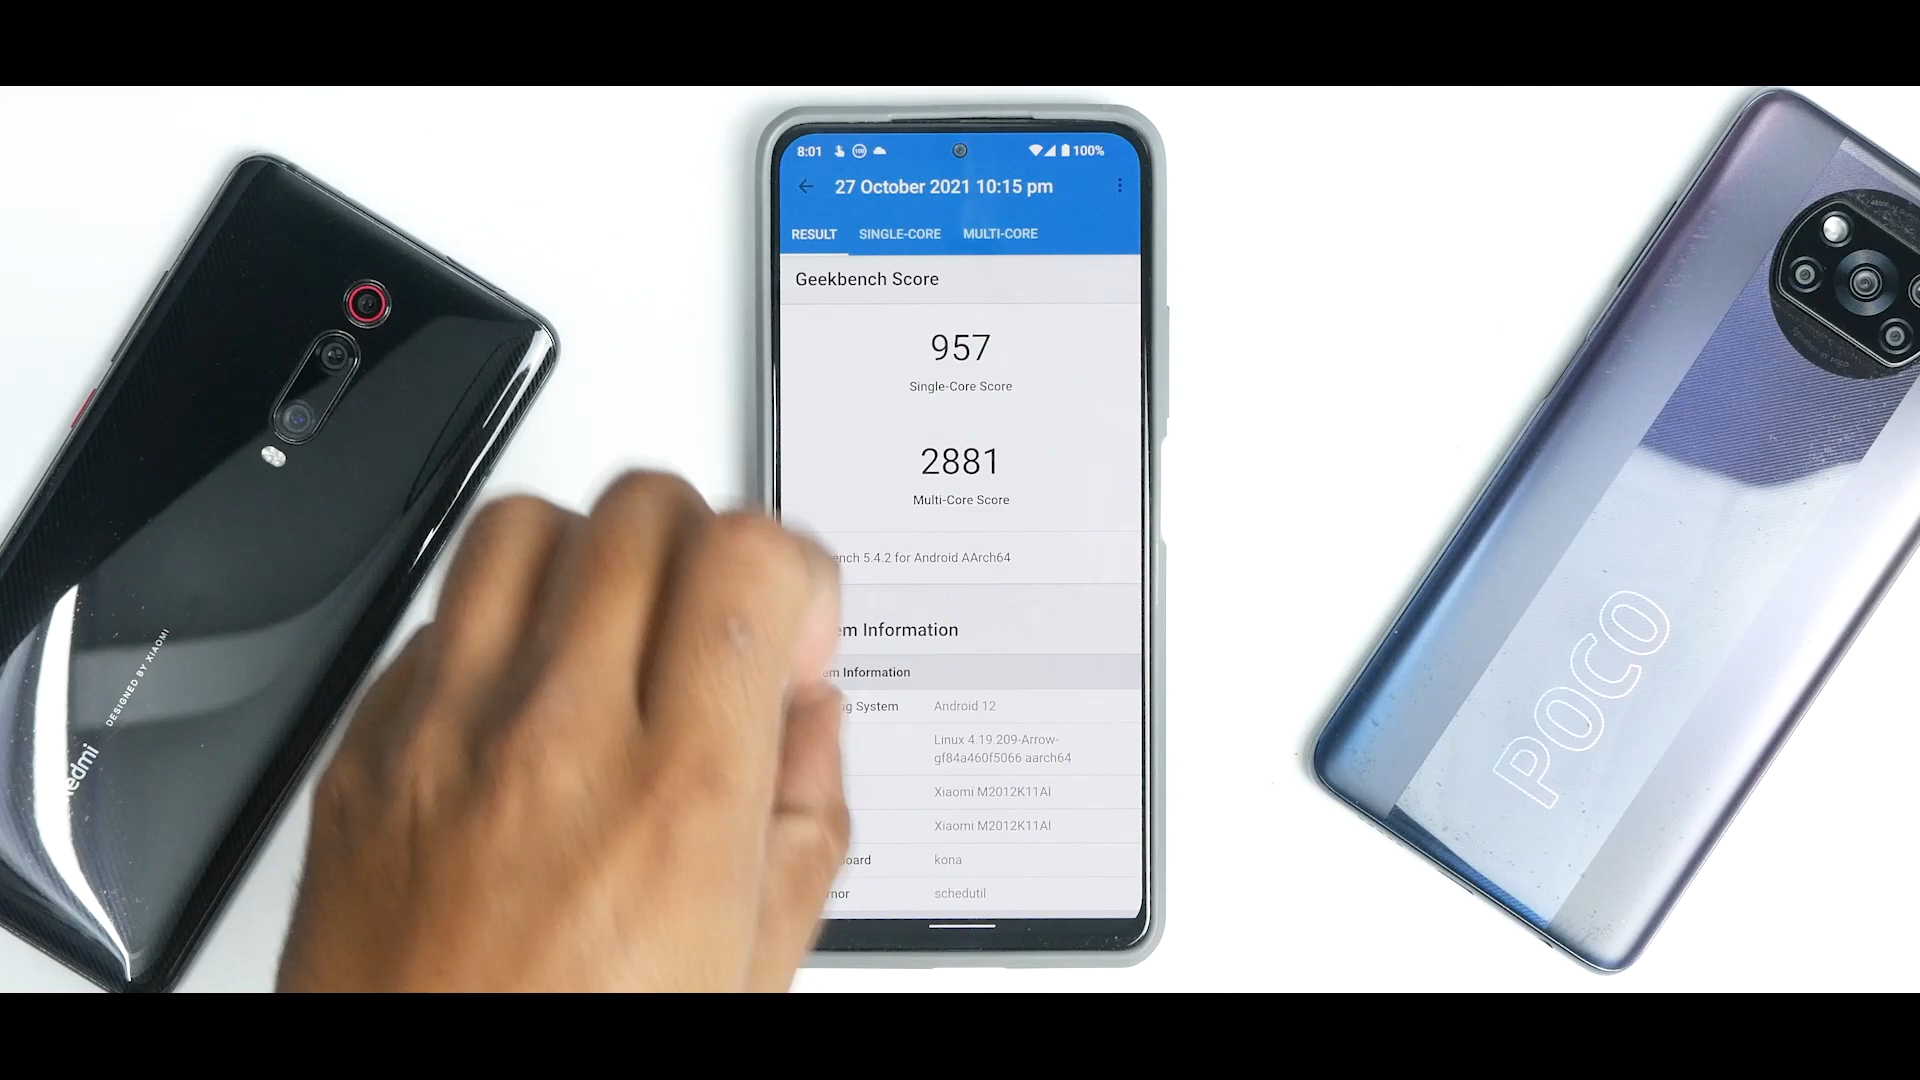 8:01
100%
27 October 2021 10:15 pm
RESULT SINGLE-CORE MULTI-CORE
Geekbench Score
957
Single-Core Score
2881
Multi-Core Score
ench 5.4.2 for Android AArch64
em Information
em Information
ng System Android 12
Linux 4.19.209-Arrow-
gf84a460f5066 aarch64
Xiaomi M2012K11AI
Xiaomi M2012K11AI
oard kona
nor schedutil
Redmi
DESIGNED BY XIAOMI
POCO